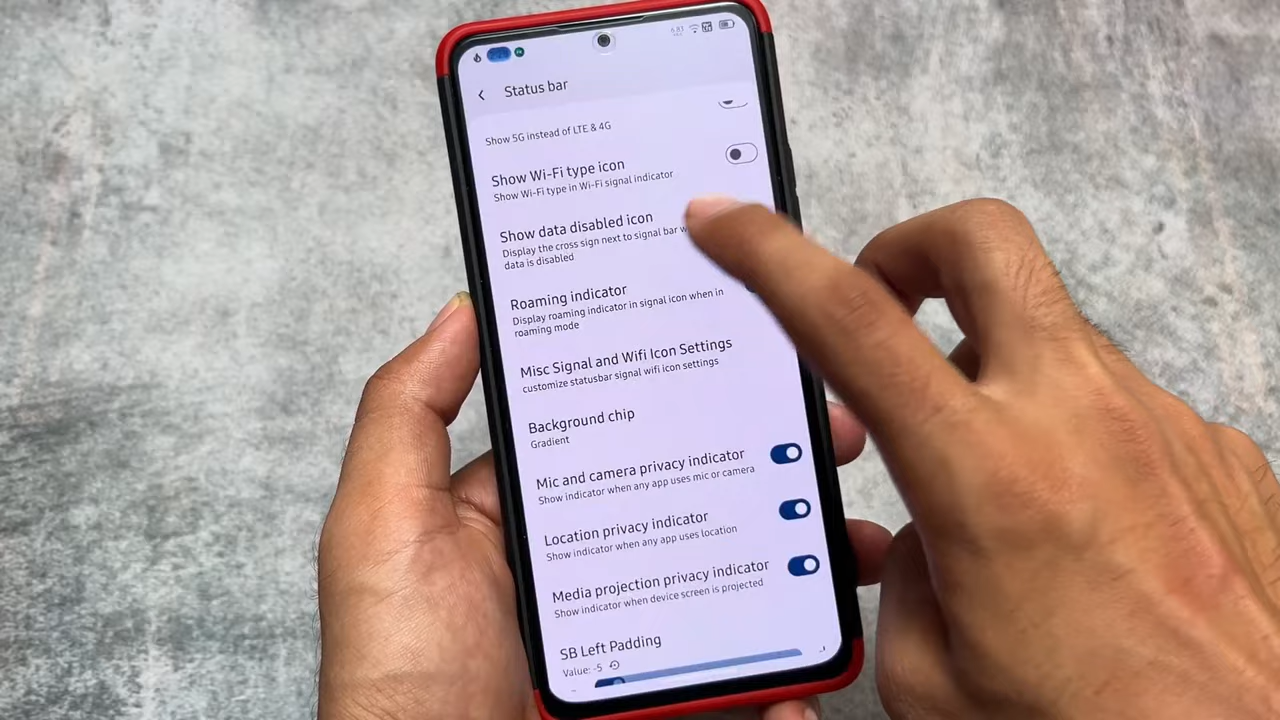 Status bar
Show 5G instead of LTE & 4G
Show Wi-Fi type icon
Show Wi-Fi type in Wi-Fi signal indicator
Show data disabled icon
Display the cross sign next to signal bar
data is disabled
Roaming indicator
Display roaming indicator in signal icon when in
roaming mode
Misc Signal and Wifi Icon Settings
customize statusbar signal wifi icon settings
Background chip
Gradient
Mic and camera privacy indicator
Show indicator when any app uses mic or camera
Location privacy indicator
Show indicator when any app uses location
Media projection privacy indicator
Show indicator when device screen is projected
SB Left Padding
Value: -5